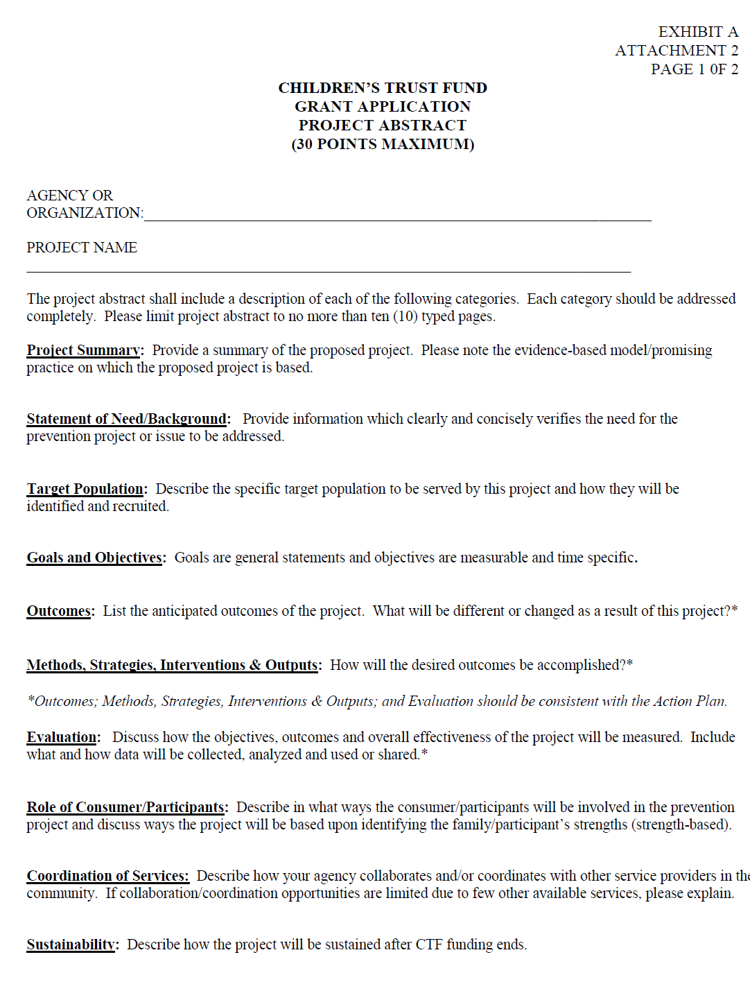 EXHIBIT A
ATTACHMENT 2
PAGE 1 0F 2
CHILDREN'S TRUST FUND
GRANT APPLICATION
PROJECT ABSTRACT
(30 POINTS MAXIMUM)
AGENCY OR
ORGANIZATION:
PROJECT NAME
The project abstract shall include a description of each of the following categories.  Each category should be addressed
completely.  Please limit project abstract to no more than ten (10) typed pages.
Project Summary:  Provide a summary of the proposed project.  Please note the evidence-based model/promising
practice on which the proposed project is based.
Statement of Need/Background:   Provide information which clearly and concisely verifies the need for the
prevention project or issue to be addressed.
Target Population:  Describe the specific target population to be served by this project and how they will be
identified and recruited.
Goals and Objectives:  Goals are general statements and objectives are measurable and time specific.
Outcomes:  List the anticipated outcomes of the project.  What will be different or changed as a result of this project?*
Methods, Strategies, Interventions & Outputs:  How will the desired outcomes be accomplished?*
*Outcomes; Methods, Strategies, Interventions & Outputs; and Evaluation should be consistent with the Action Plan.
Evaluation:   Discuss how the objectives, outcomes and overall effectiveness of the project will be measured.  Include
what and how data will be collected, analyzed and used or shared.*
Role of Consumer/Participants:  Describe in what ways the consumer/participants will be involved in the prevention
project and discuss ways the project will be based upon identifying the family/participant's strengths (strength-based).
Coordination of Services:  Describe how your agency collaborates and/or coordinates with other service providers in the
community.  If collaboration/coordination opportunities are limited due to few other available services, please explain.
Sustainability:  Describe how the project will be sustained after CTF funding ends.